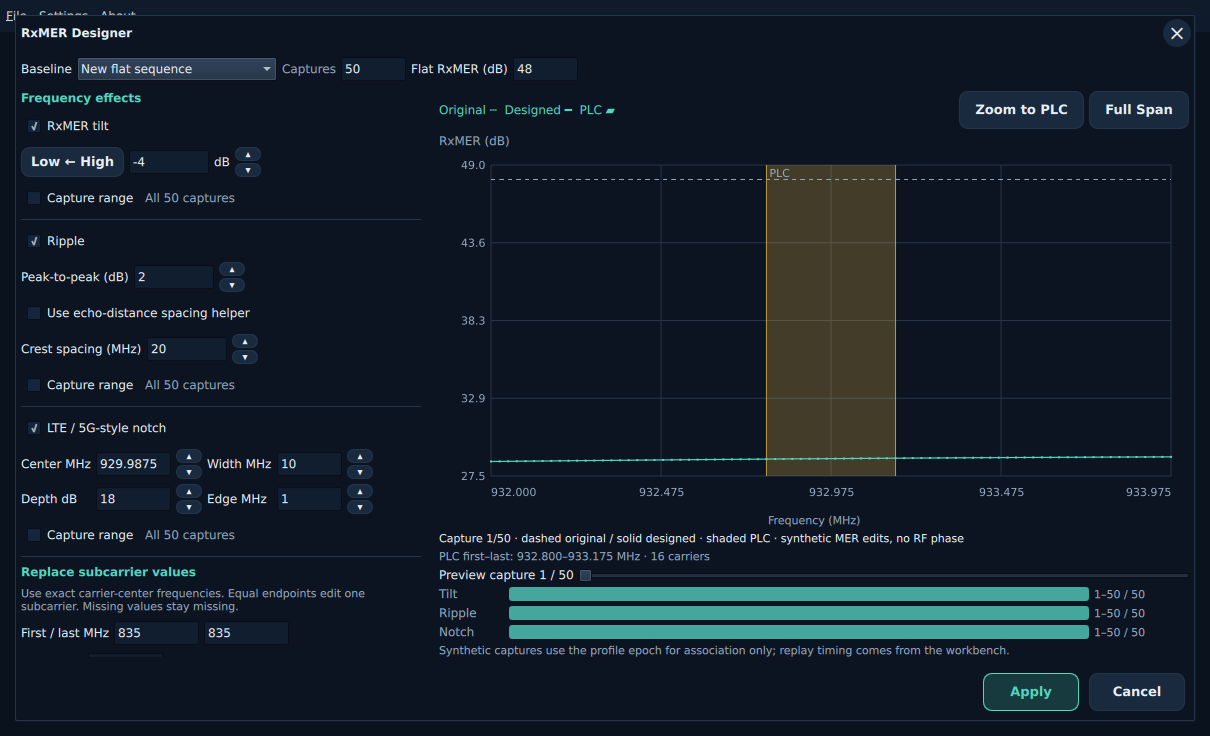 File Settings About
RxMER Designer
Baseline New flat sequence Captures 50 Flat RxMER (dB) 48
Frequency effects
RxMER tilt
Low ← High -4 dB
Capture range All 50 captures
Ripple
Peak-to-peak (dB) 2
Use echo-distance spacing helper
Crest spacing (MHz) 20
Capture range All 50 captures
LTE / 5G-style notch
Center MHz 929.9875 Width MHz 10
Depth dB 18 Edge MHz 1
Capture range All 50 captures
Replace subcarrier values
Use exact carrier-center frequencies. Equal endpoints edit one
subcarrier. Missing values stay missing.
First / last MHz 835 835
Original Designed PLC
Zoom to PLC Full Span
RxMER (dB)
49.0
PLC
43.6
38.3
32.9
27.5
932.000 932.475 932.975 933.475 933.975
Frequency (MHz)
Capture 1/50 · dashed original / solid designed · shaded PLC · synthetic MER edits, no RF phase
PLC first–last: 932.800–933.175 MHz · 16 carriers
Preview capture 1 / 50
Tilt 1–50 / 50
Ripple 1–50 / 50
Notch 1–50 / 50
Synthetic captures use the profile epoch for association only; replay timing comes from the workbench.
Apply Cancel